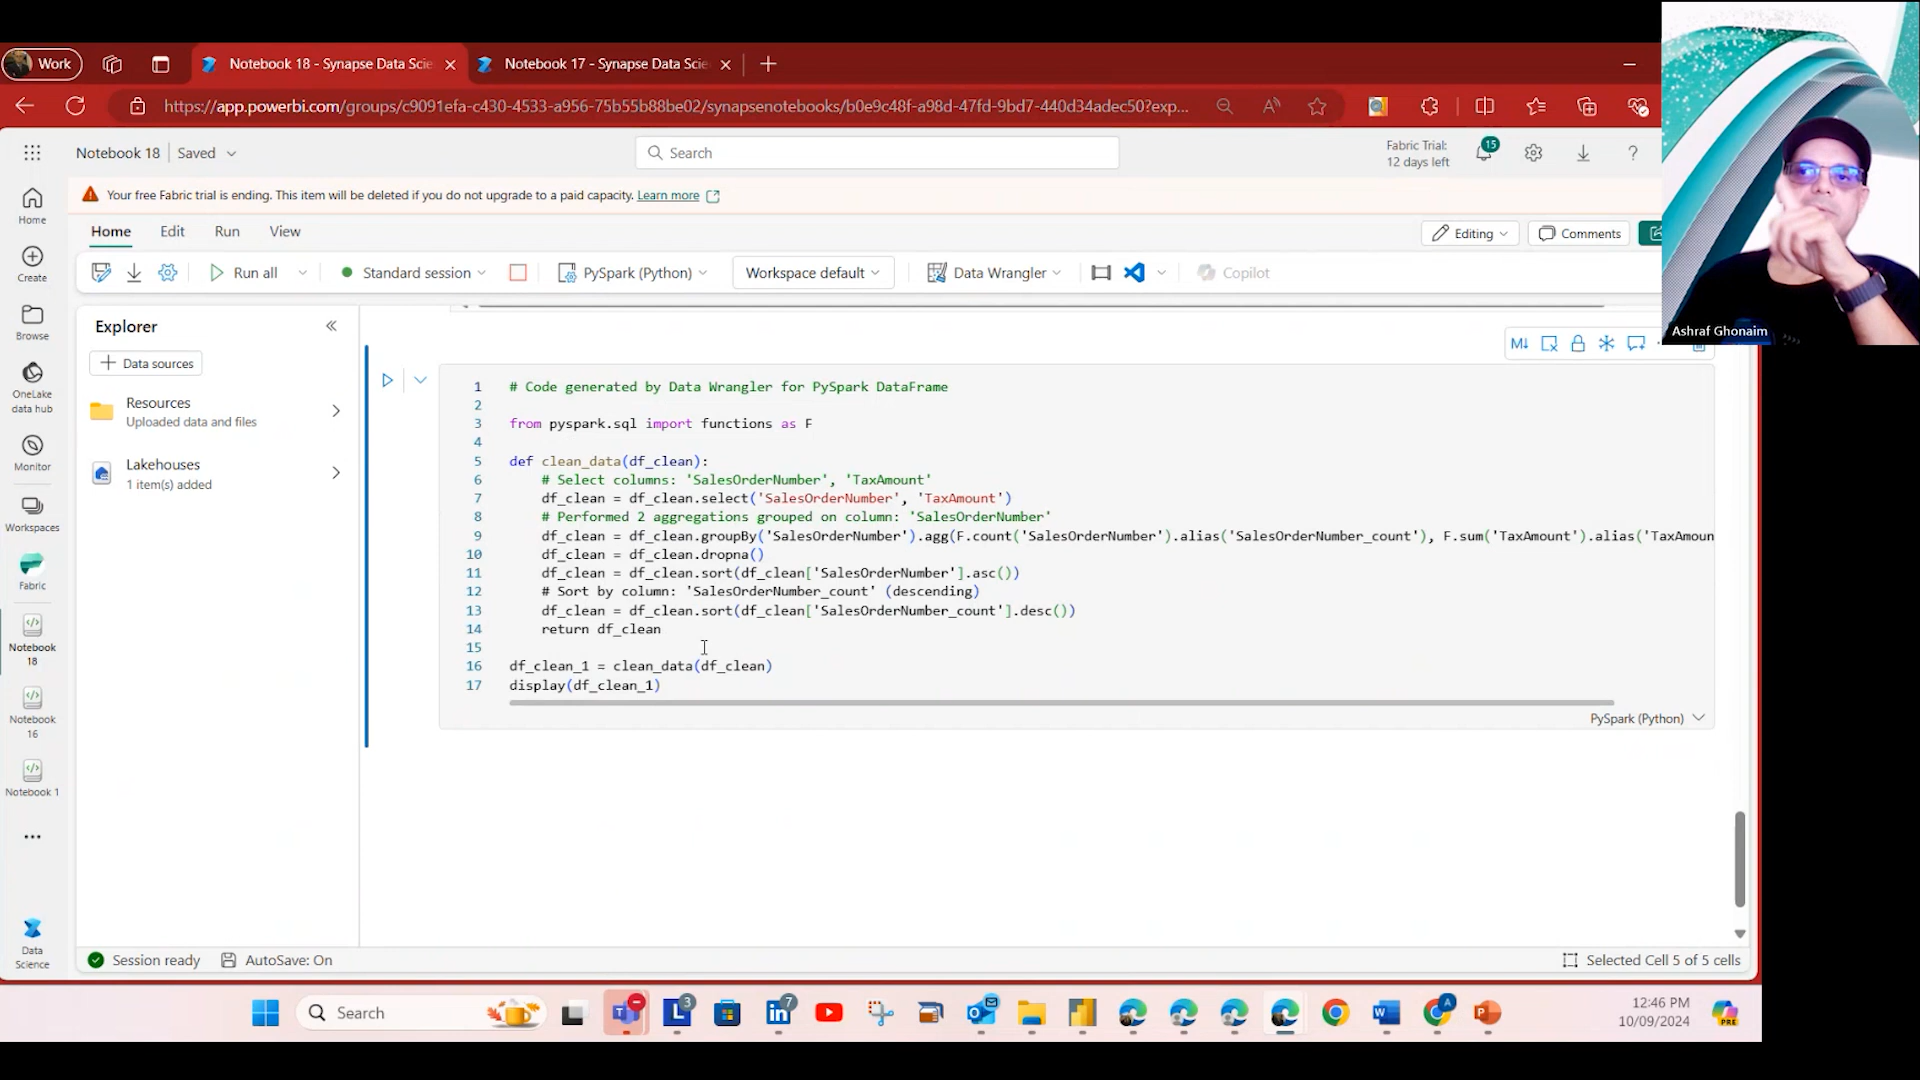 Work
Notebook 18 - Synapse Data Scie
Notebook 17 - Synapse Data Scie
https://app.powerbi.com/groups/c9091efa-c430-4533-a956-75b55b88be02/synapsenotebooks/b0e9c48f-a98d-47fd-9bd7-440d34adec50?exp...
Notebook 18 | Saved
Search
Fabric Trial:
12 days left
15
?
Your free Fabric trial is ending. This item will be deleted if you do not upgrade to a paid capacity. Learn more
Home Edit Run View
Editing
Comments
Run all
Standard session
PySpark (Python)
Workspace default
Data Wrangler
Copilot
Ashraf Ghonaim
Home
Create
Browse
OneLake
data hub
Monitor
Workspaces
Fabric
Notebook
18
Notebook
16
Notebook 1
...
Data
Science
Explorer
Data sources
Resources
Uploaded data and files
Lakehouses
1 item(s) added
M↓
1 # Code generated by Data Wrangler for PySpark DataFrame
2
3 from pyspark.sql import functions as F
4
5 def clean_data(df_clean):
6 # Select columns: 'SalesOrderNumber', 'TaxAmount'
7 df_clean = df_clean.select('SalesOrderNumber', 'TaxAmount')
8 # Performed 2 aggregations grouped on column: 'SalesOrderNumber'
9 df_clean = df_clean.groupBy('SalesOrderNumber').agg(F.count('SalesOrderNumber').alias('SalesOrderNumber_count'), F.sum('TaxAmount').alias('TaxAmoun
10 df_clean = df_clean.dropna()
11 df_clean = df_clean.sort(df_clean['SalesOrderNumber'].asc())
12 # Sort by column: 'SalesOrderNumber_count' (descending)
13 df_clean = df_clean.sort(df_clean['SalesOrderNumber_count'].desc())
14 return df_clean
15
16 df_clean_1 = clean_data(df_clean)
17 display(df_clean_1)
PySpark (Python)
Session ready
AutoSave: On
Selected Cell 5 of 5 cells
Search
3
7
12:46 PM
10/09/2024
PRE